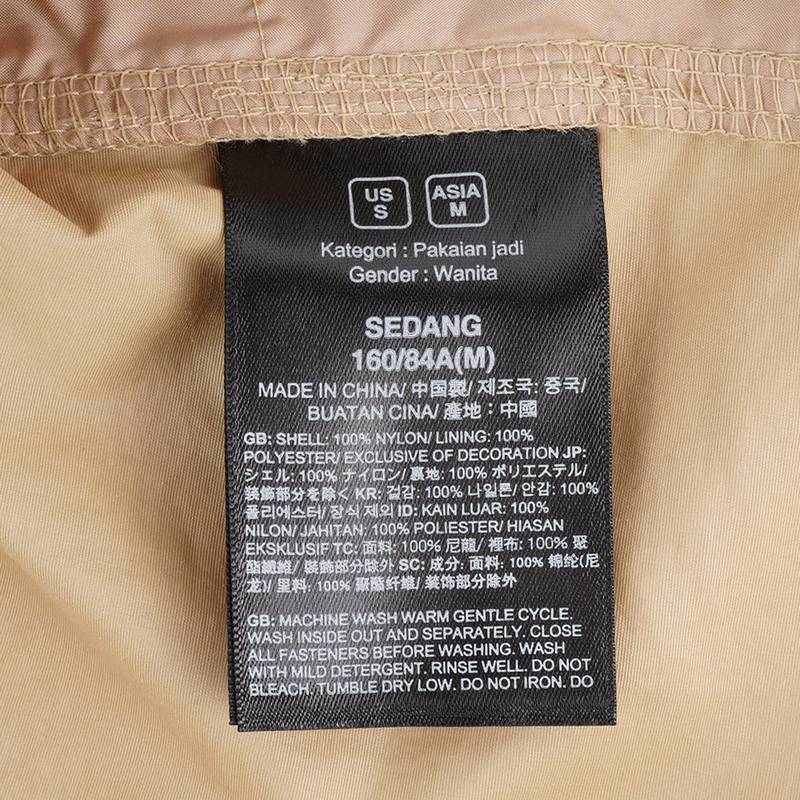 US
S
ASIA
M
Kategori : Pakaian jadi
Gender : Wanita
SEDANG
160/84A(M)
MADE IN CHINA/ 中国製/ 제조국: 중국/
BUATAN CINA/ 產地: 中國
GB: SHELL: 100% NYLON/ LINING: 100%
POLYESTER/ EXCLUSIVE OF DECORATION JP:
シェル: 100% ナイロン/ 裏地: 100% ポリエステル/
装飾部分を除く KR: 겉감: 100% 나일론/ 안감: 100%
폴리에스터/ 장식 제외 ID: KAIN LUAR: 100%
NILON/ JAHITAN: 100% POLIESTER/ HIASAN
EKSKLUSIF TC: 面料: 100% 尼龍/ 裡布: 100% 聚
酯纖維/ 裝飾部分除外 SC: 成分: 面料: 100% 锦纶(尼
龙)/ 里料: 100% 聚酯纤维/ 装饰部分除外
GB: MACHINE WASH WARM GENTLE CYCLE.
WASH INSIDE OUT AND SEPARATELY. CLOSE
ALL FASTENERS BEFORE WASHING. WASH
WITH MILD DETERGENT. RINSE WELL. DO NOT
BLEACH. TUMBLE DRY LOW. DO NOT IRON. DO